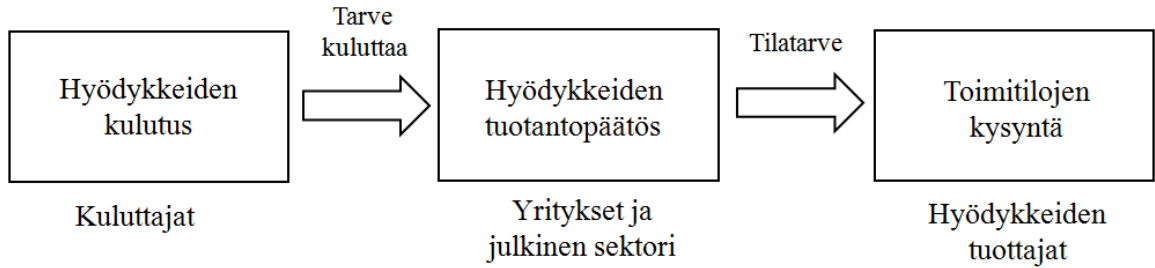 Hyödykkeiden
kulutus
Kuluttajat
Tarve
kuluttaa
Hyödykkeiden
tuotantopäätös
Yritykset ja
julkinen sektori
Tilatarve
Toimitilojen
kysyntä
Hyödykkeiden
tuottajat